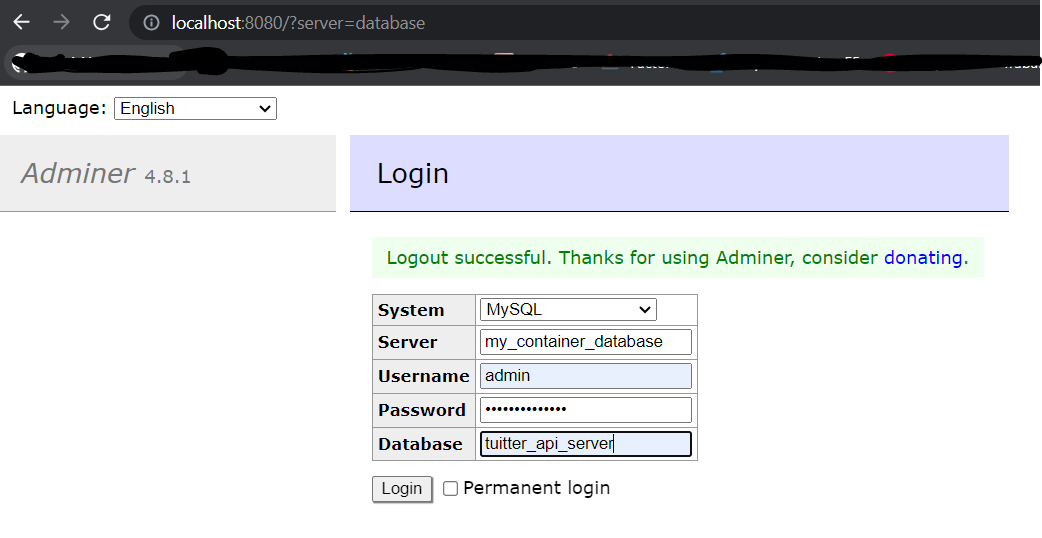 localhost:8080/?server=database
Language: English
Adminer 4.8.1
Login
Logout successful. Thanks for using Adminer, consider donating.
System MySQL
Server my_container_database
Username admin
Password ••••••••••••••
Database tuitter_api_server
Login Permanent login